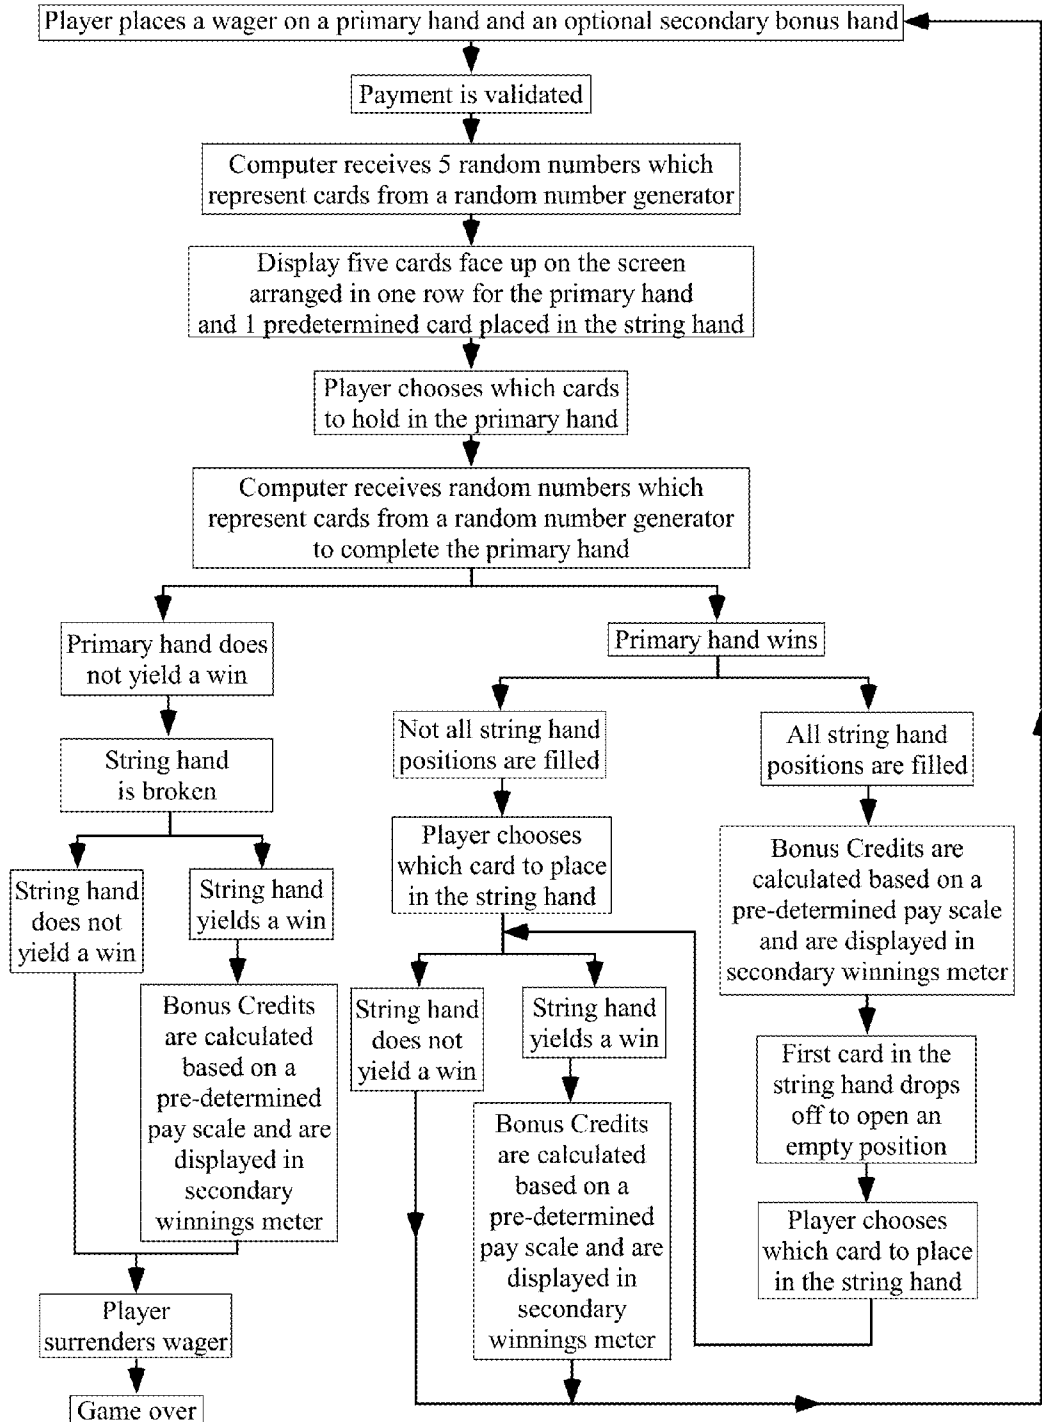 Player places a wager on a primary hand and an optional secondary bonus hand
Payment is validated
Computer receives 5 random numbers which
represent cards from a random number generator
Display five cards face up on the screen
arranged in one row for the primary hand
and 1 predetermined card placed in the string hand
Player chooses which cards
to hold in the primary hand
Computer receives random numbers which
represent cards from a random number generator
to complete the primary hand
Primary hand does
not yield a win
String hand
is broken
String hand
does not
yield a win
String hand
yields a win
Bonus Credits
are calculated
based on a
pre-determined
pay scale and are
displayed in
secondary
winnings meter
Player
surrenders wager
Game over
Primary hand wins
Not all string hand
positions are filled
Player chooses
which card to place
in the string hand
String hand
does not
yield a win
String hand
yields a win
Bonus Credits
are calculated
based on a
pre-determined
pay scale and are
displayed in
secondary
winnings meter
All string hand
positions are filled
Bonus Credits are
calculated based on a
pre-determined pay scale
and are displayed in
secondary winnings meter
First card in the
string hand drops
off to open an
empty position
Player chooses
which card to place
in the string hand